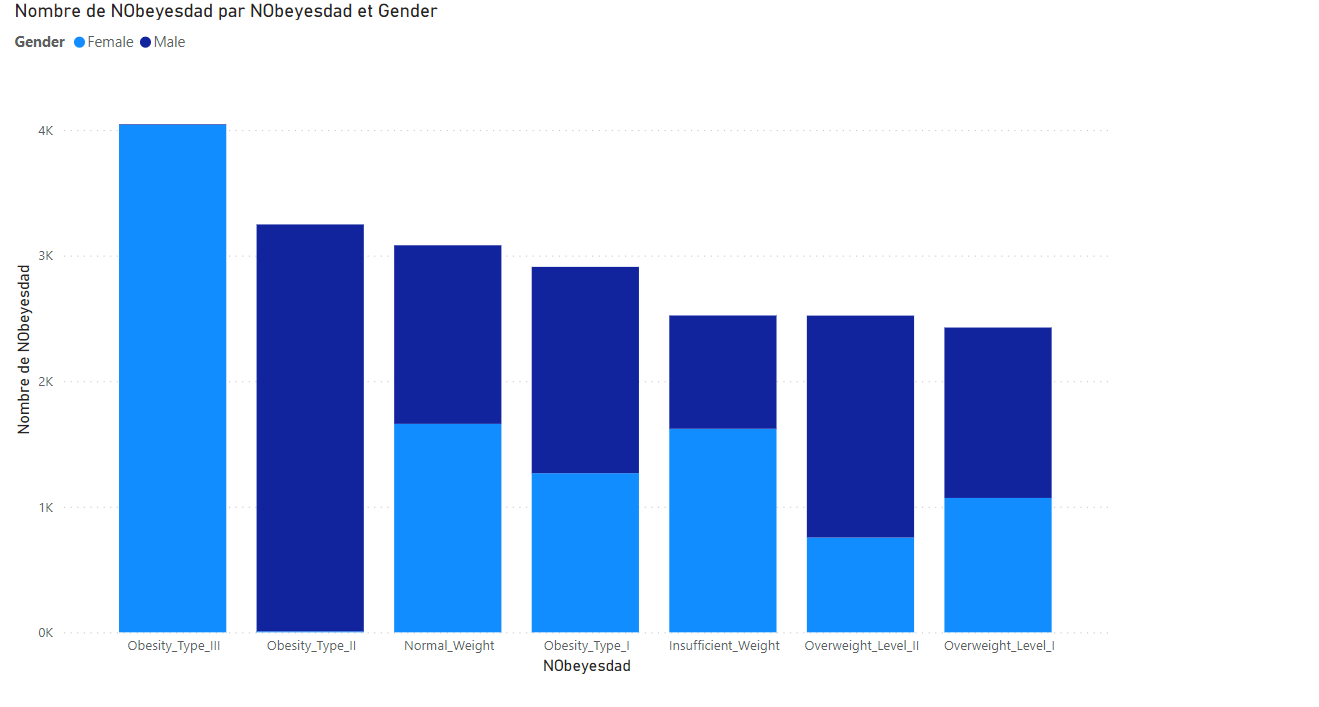 Nombre de NObeyesdad par NObeyesdad et Gender
Gender Female Male
Nombre de NObeyesdad
4K
3K
2K
1K
0K
Obesity_Type_III Obesity_Type_II Normal_Weight Obesity_Type_I Insufficient_Weight Overweight_Level_II Overweight_Level_I
NObeyesdad